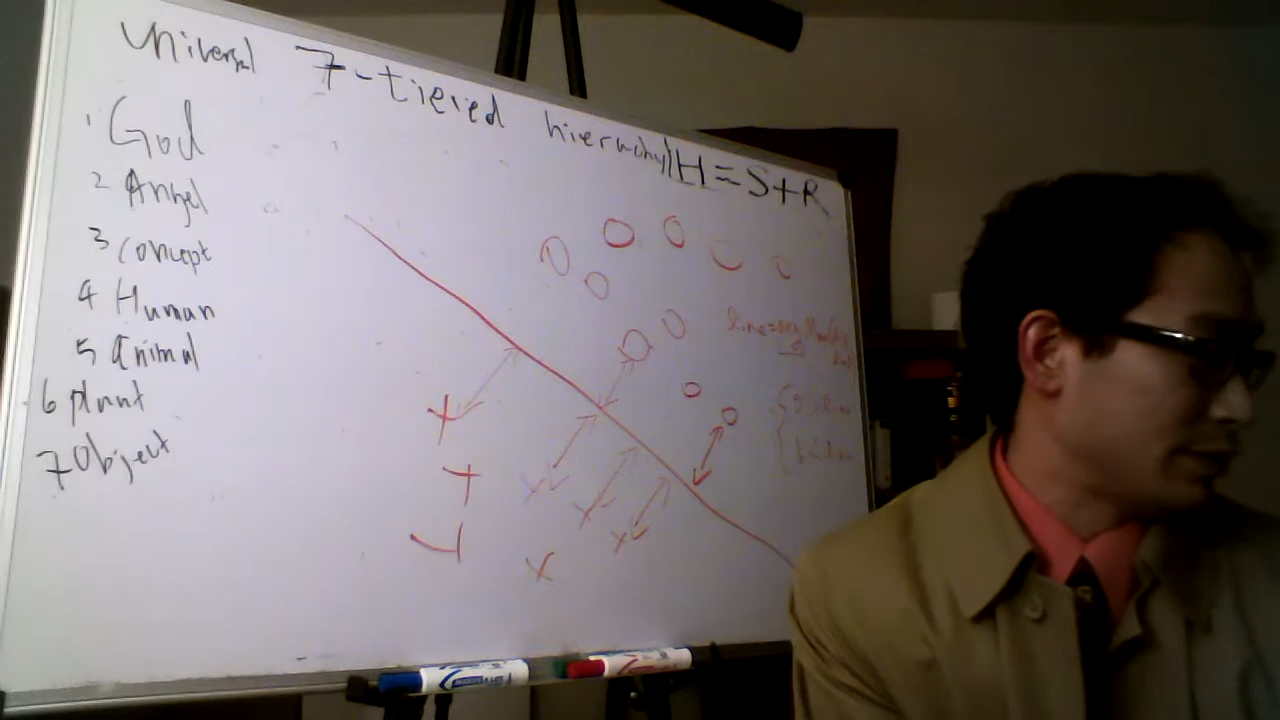 Universal 7-tiered hierarchy H=S+R
1 God
2 Angel
3 Concept
4 Human
5 Animal
6 plant
7 Object